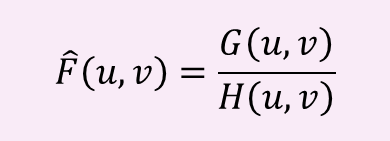 F̂(u, v) = G(u, v) / H(u, v)